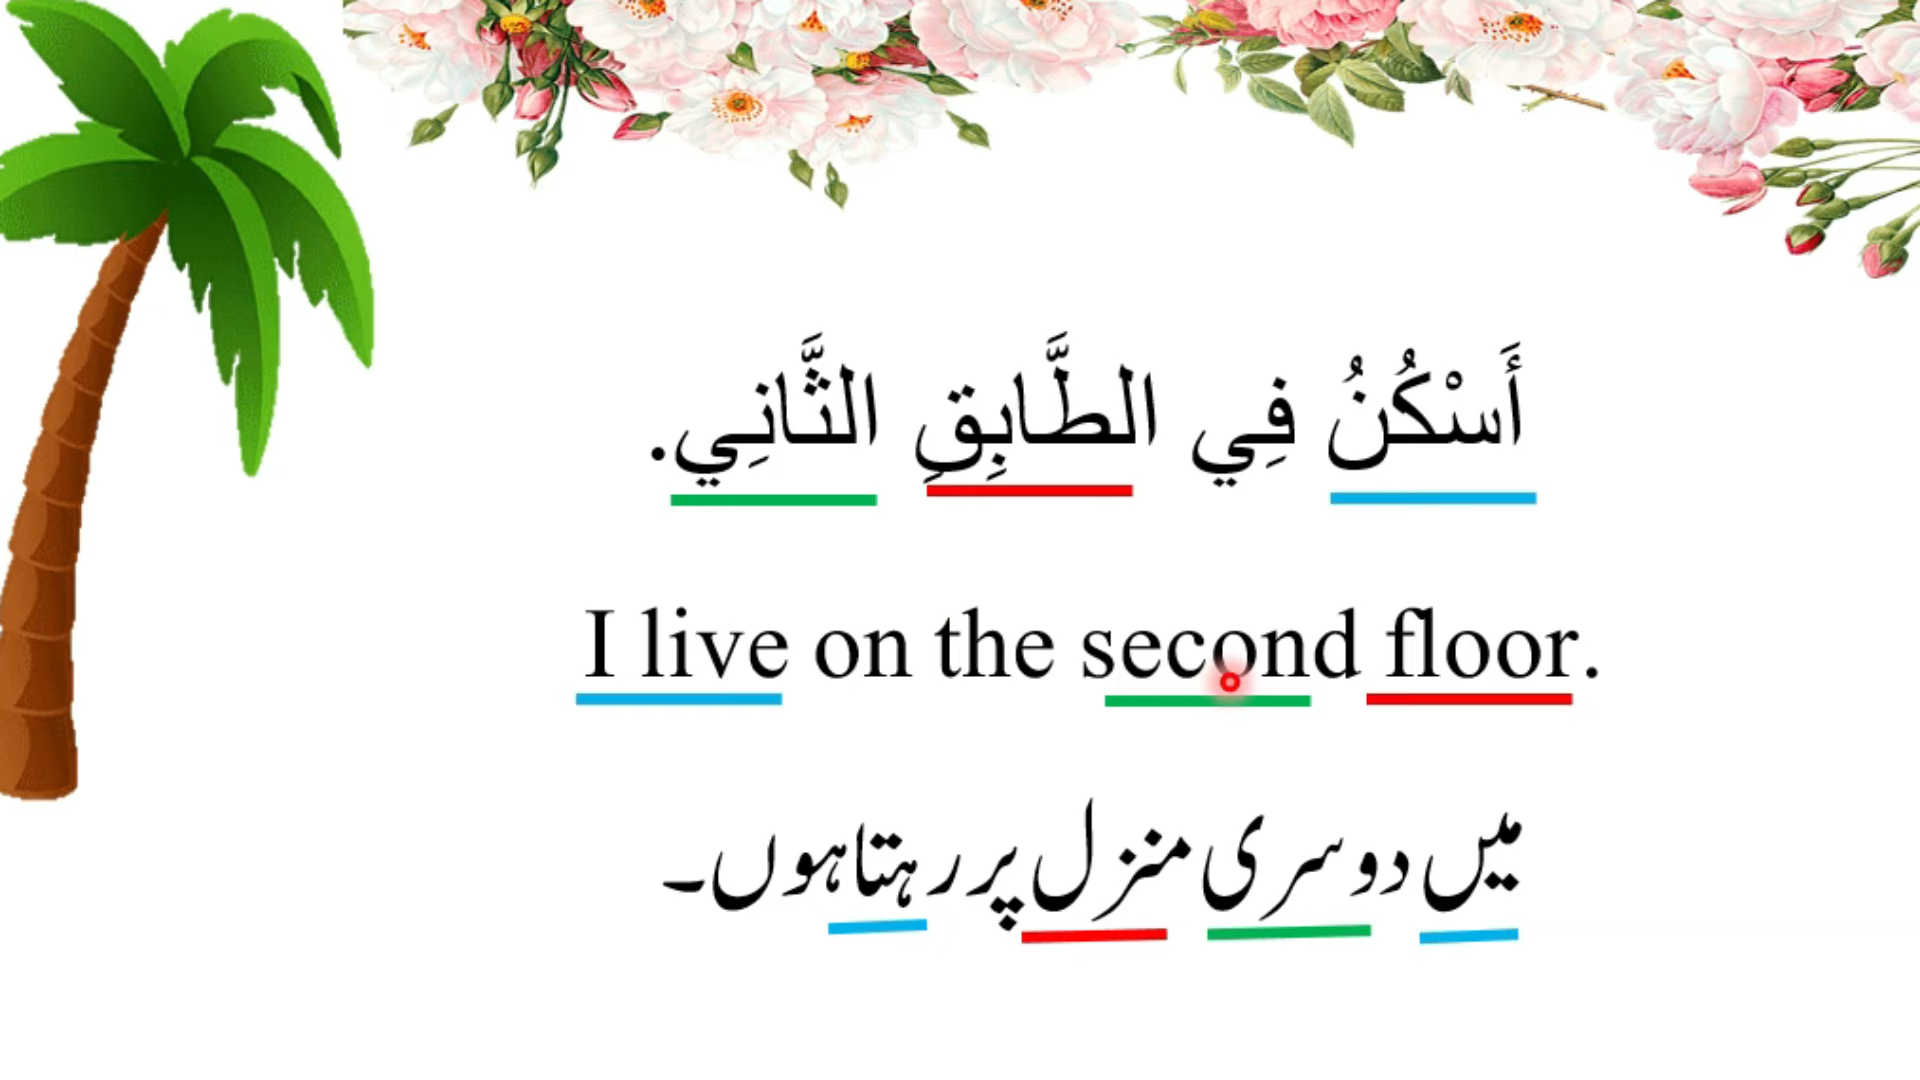 أَسْكُنُ فِي الطَّابِقِ الثَّانِي.
I live on the second floor.
میں دوسری منزل پر رہتا ہوں۔